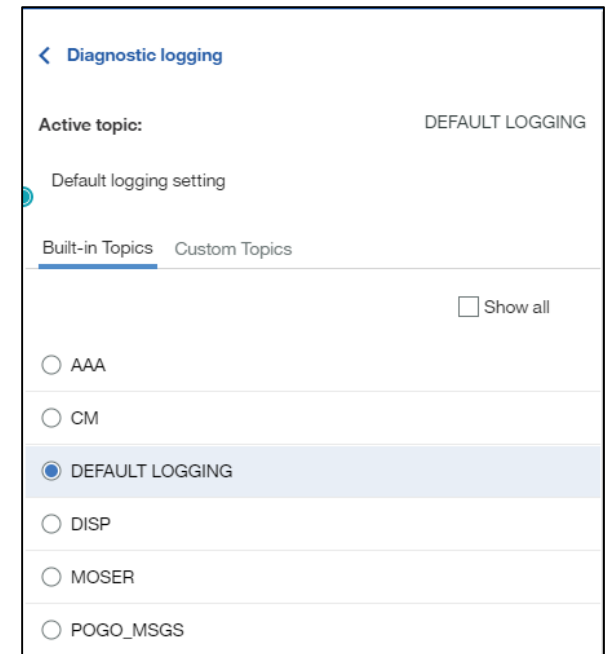 Diagnostic logging
Active topic: DEFAULT LOGGING
Default logging setting
Built-in Topics Custom Topics
Show all
AAA
CM
DEFAULT LOGGING
DISP
MOSER
POGO_MSGS